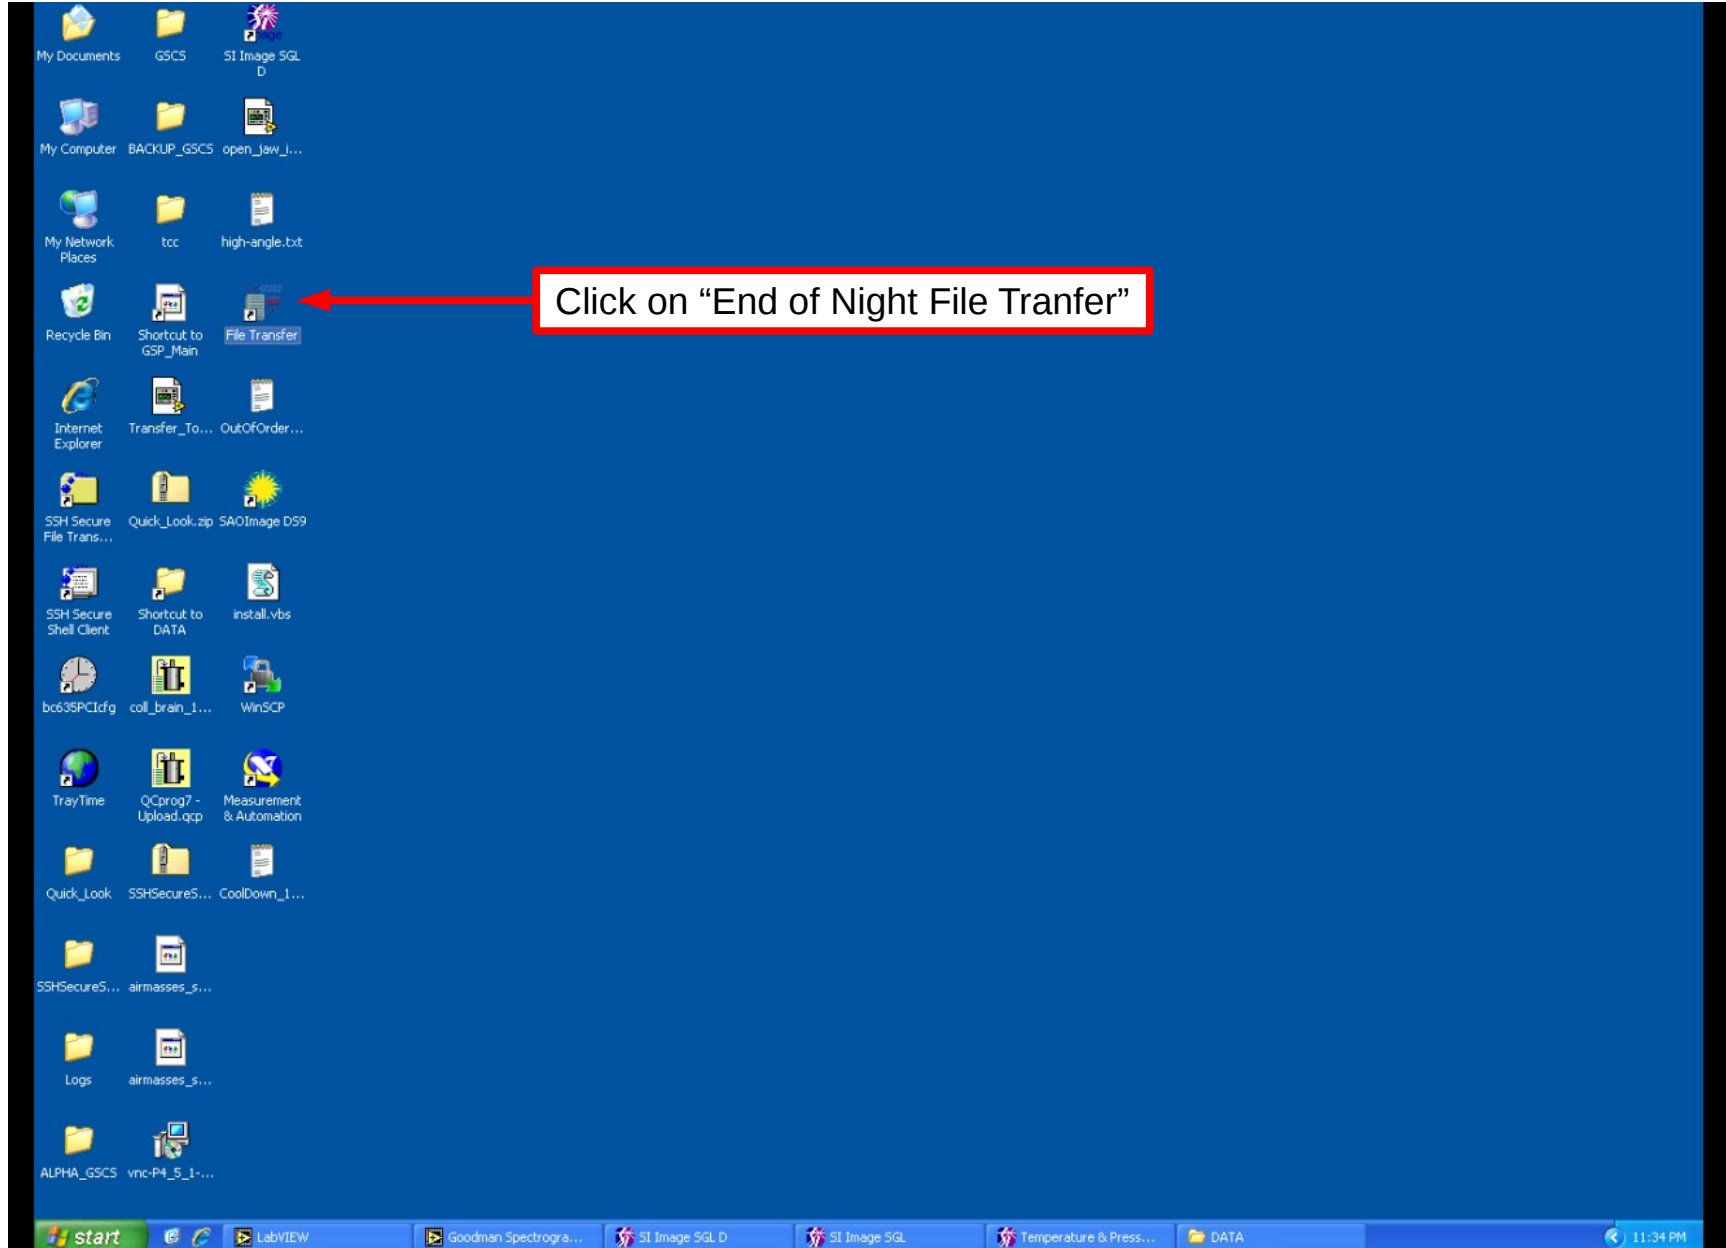 My Documents
GSCS
SI Image SGL
D
My Computer
BACKUP_GSCS
open_jaw_i...
My Network
Places
tcc
high-angle.txt
Recycle Bin
Shortcut to
GSP_Main
File Transfer
Click on “End of Night File Tranfer”
Internet
Explorer
Transfer_To...
OutOfOrder...
SSH Secure
File Trans...
Quick_Look.zip
SAOImage DS9
SSH Secure
Shell Client
Shortcut to
DATA
install.vbs
bc635PCIcfg
coll_brain_1...
WinSCP
TrayTime
QCprog7 -
Upload.qcp
Measurement
& Automation
Quick_Look
SSHSecureS...
CoolDown_1...
SSHSecureS...
airmasses_s...
Logs
airmasses_s...
ALPHA_GSCS
vnc-P4_5_1-...
start
LabVIEW
Goodman Spectrogra...
SI Image SGL D
SI Image SGL
Temperature & Press...
DATA
11:34 PM